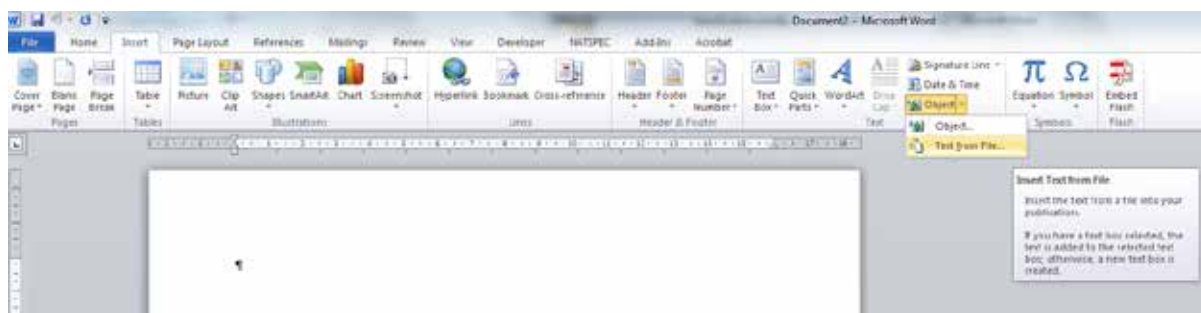 Document2 - Microsoft Word
File Home Insert Page Layout References Mailings Review View Developer NATSPEC Add-Ins Acrobat
Cover Page Blank Page Page Break Table Picture Clip Art Shapes SmartArt Chart Screenshot Hyperlink Bookmark Cross-reference Header Footer Page Number Text Box Quick Parts WordArt Drop Cap Signature Line Equation Symbol Embed Flash
Date & Time
Object
Pages Tables Illustrations Links Header & Footer Text Symbols Flash
Object...
Text from File...
Insert Text from File
Insert the text from a file into your
publication.
If you have a text box selected, the
text is added to the selected text
box; otherwise, a new text box is
created.
¶